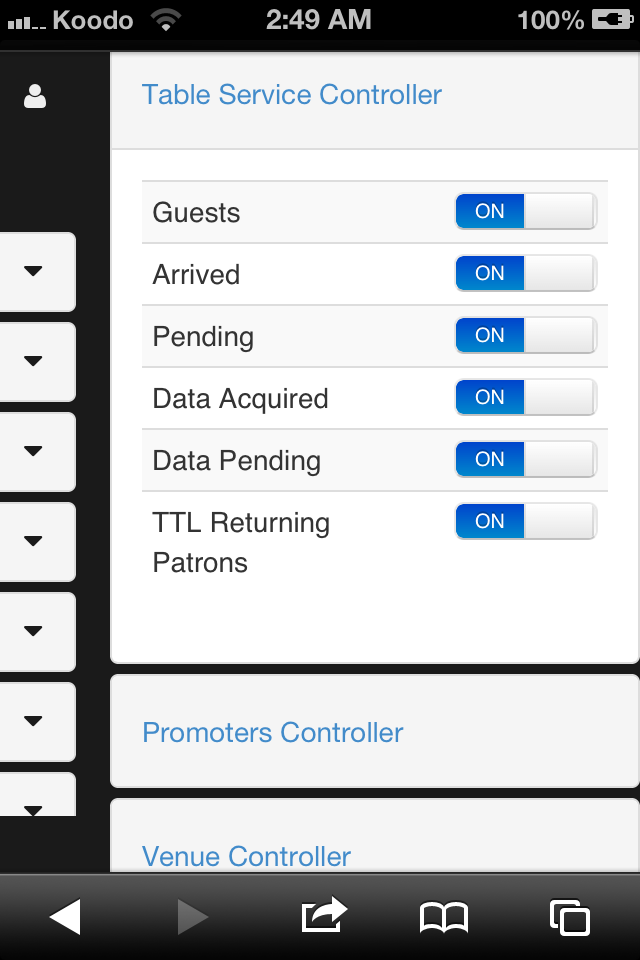 Koodo 2:49 AM 100%
Table Service Controller
Guests ON
Arrived ON
Pending ON
Data Acquired ON
Data Pending ON
TTL Returning ON
Patrons
Promoters Controller
Venue Controller